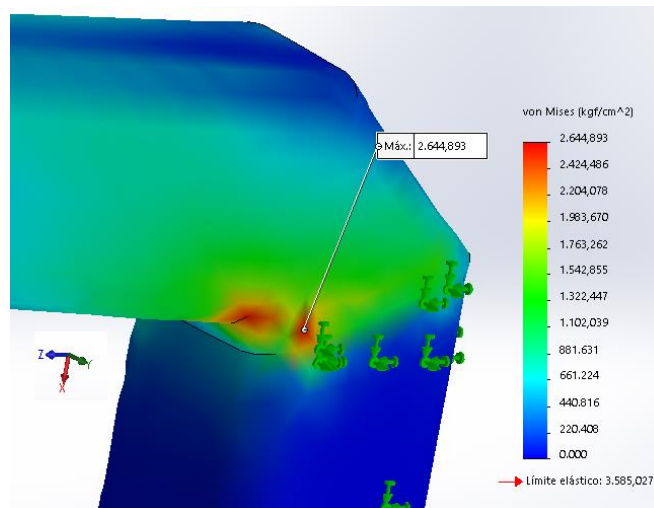 von Mises (kgf/cm^2)
Máx.: 2.644,893
2.644,893
2.424,486
2.204,078
1.983,670
1.763,262
1.542,855
1.322,447
1.102,039
881.631
661.224
440.816
220.408
0.000
Límite elástico: 3.585,027
Z
Y
X